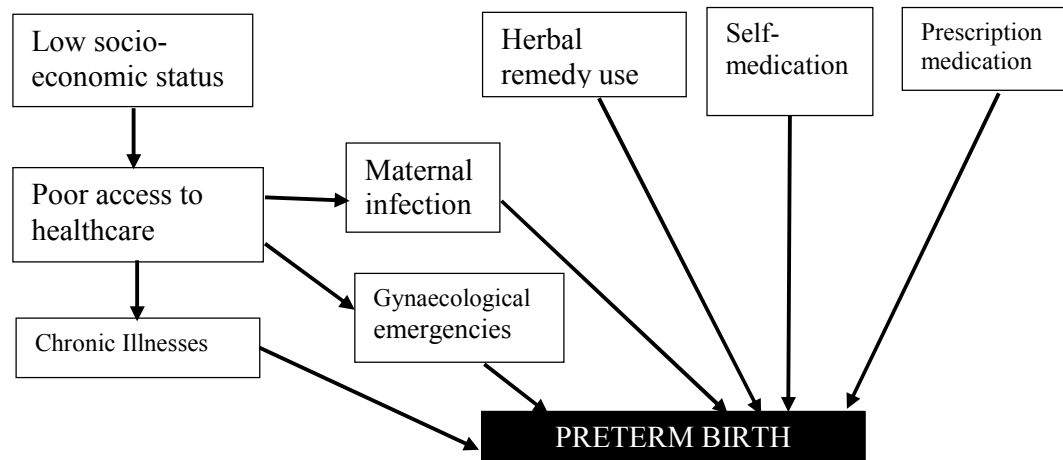 Low socio-
economic status
Herbal
remedy use
Self-
medication
Prescription
medication
Poor access to
healthcare
Maternal
infection
Gynaecological
emergencies
Chronic Illnesses
PRETERM BIRTH